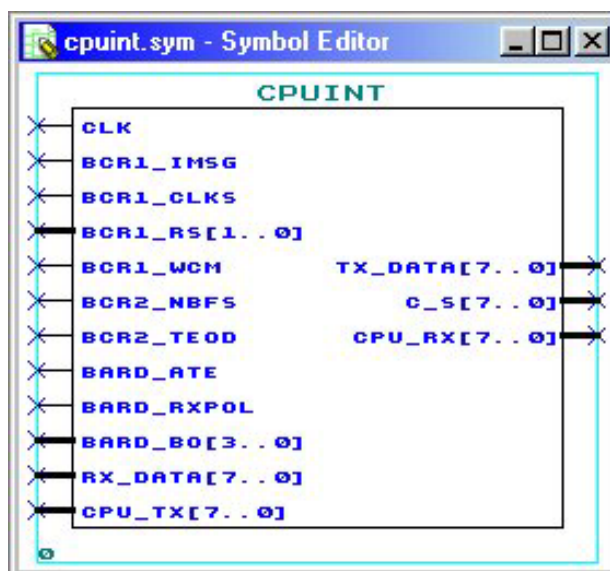 cpuint.sym - Symbol Editor
CPUINT
CLK
BCR1_IMSG
BCR1_CLKS
BCR1_RS[1..0]
BCR1_WCM TX_DATA[7..0]
BCR2_NBFS C_S[7..0]
BCR2_TEOD CPU_RX[7..0]
BARD_ATE
BARD_RXPOL
BARD_BO[3..0]
RX_DATA[7..0]
CPU_TX[7..0]
0